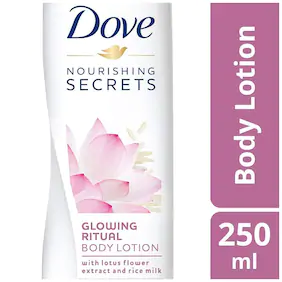 Dove
NOURISHING
SECRETS
GLOWING
RITUAL
BODY LOTION
with lotus flower
extract and rice milk
Body Lotion
250
ml